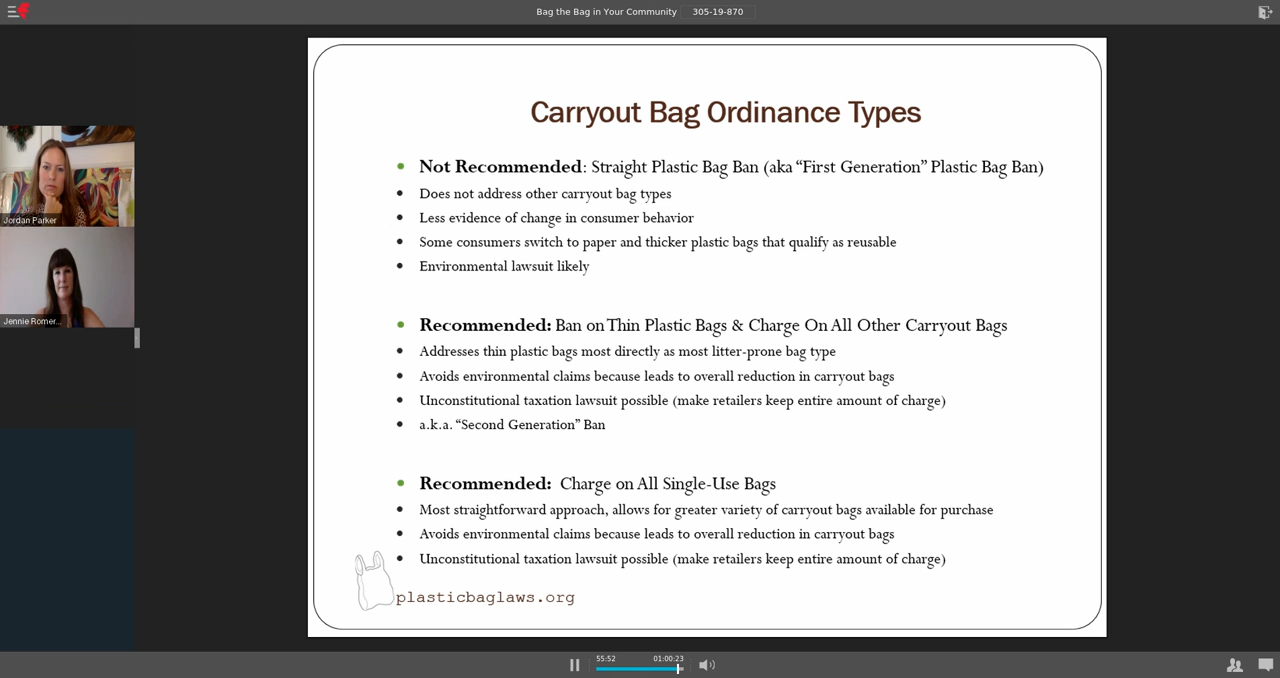 Bag the Bag in Your Community 305-19-870
Jordan Parker
Jennie Romer...
Carryout Bag Ordinance Types
Not Recommended: Straight Plastic Bag Ban (aka “First Generation” Plastic Bag Ban)
Does not address other carryout bag types
Less evidence of change in consumer behavior
Some consumers switch to paper and thicker plastic bags that qualify as reusable
Environmental lawsuit likely
Recommended: Ban on Thin Plastic Bags & Charge On All Other Carryout Bags
Addresses thin plastic bags most directly as most litter-prone bag type
Avoids environmental claims because leads to overall reduction in carryout bags
Unconstitutional taxation lawsuit possible (make retailers keep entire amount of charge)
a.k.a. “Second Generation” Ban
Recommended: Charge on All Single-Use Bags
Most straightforward approach, allows for greater variety of carryout bags available for purchase
Avoids environmental claims because leads to overall reduction in carryout bags
Unconstitutional taxation lawsuit possible (make retailers keep entire amount of charge)
plasticbaglaws.org
55:52 01:00:23